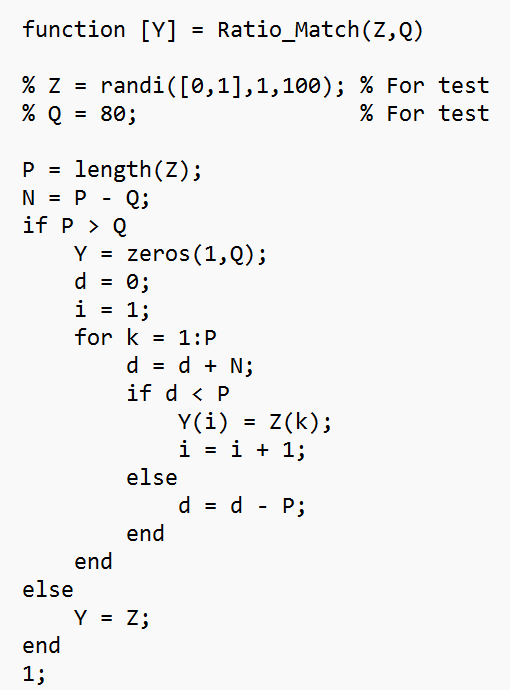 function [Y] = Ratio_Match(Z,Q)

% Z = randi([0,1],1,100); % For test
% Q = 80;                 % For test

P = length(Z);
N = P - Q;
if P > Q
    Y = zeros(1,Q);
    d = 0;
    i = 1;
    for k = 1:P
        d = d + N;
        if d < P
            Y(i) = Z(k);
            i = i + 1;
        else
            d = d - P;
        end
    end
else
    Y = Z;
end
1;